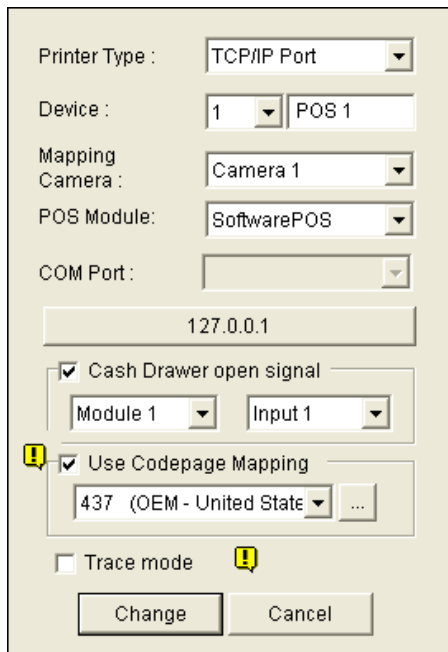 Printer Type : TCP/IP Port
Device : 1 POS 1
Mapping
Camera : Camera 1
POS Module: SoftwarePOS
COM Port :
127.0.0.1
Cash Drawer open signal
Module 1 Input 1
! Use Codepage Mapping
437 (OEM - United State ...
Trace mode !
Change Cancel